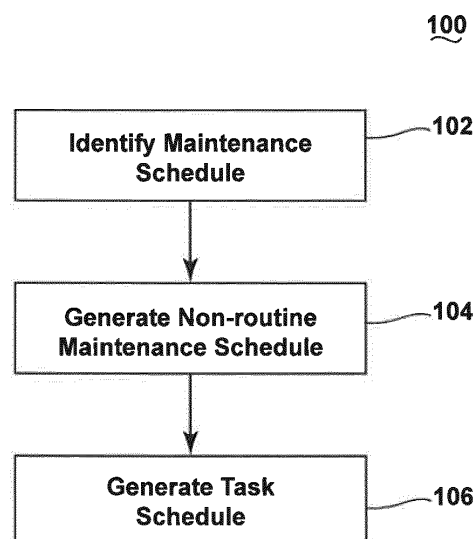 100
Identify Maintenance
Schedule
102
Generate Non-routine
Maintenance Schedule
104
Generate Task
Schedule
106